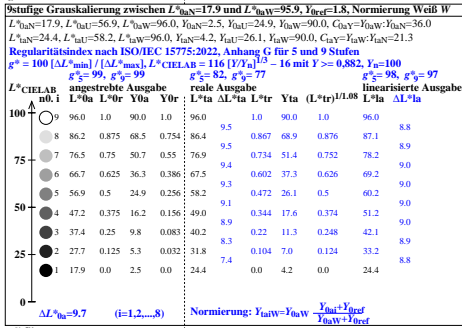 9stufige Grauskalierung zwischen L*0aN=17.9 und L*0aW=95.9, Y0ref=1.8, Normierung Weiß W
L*0aN=17.9, L*0aU=56.9, L*0aW=96.0, Y0aN=2.5, Y0aU=24.9, Y0aW=90.0, G0aY=Y0aW:Y0aN=36.0
L*taN=24.4, L*taU=58.2, L*taW=96.0, YtaN=4.2, YtaU=26.1, YtaW=90.0, CtaY=YtaW:YtaN=21.3
Regularitätsindex nach ISO/IEC 15775:2022, Anhang G für 5 und 9 Stufen
g* = 100 [ΔL*min] / [ΔL*max], L*CIELAB = 116 [Y/Yn]1/3 - 16 mit Y >= 0,882, Yn=100
g*5= 99, g*9= 99 g*5= 82, g*9= 77 g*5= 98, g*9= 97
L*CIELAB angestrebte Ausgabe reale Ausgabe linearisierte Ausgabe
n0. i L*0a L*0r Y0a Y0r L*ta ΔL*ta L*tr Yta (L*tr)1/1.08 L*la ΔL*la
100
9 96.0 1.0 90.0 1.0 96.0 1.0 90.0 1.0 96.0
9.5 8.8
8 86.2 0.875 68.5 0.754 86.4 0.867 68.9 0.876 87.1
9.5 8.8
75
7 76.5 0.75 50.7 0.55 76.9 0.734 51.4 0.752 78.2
9.4 9.0
6 66.7 0.625 36.3 0.386 67.5 0.602 37.3 0.626 69.2
9.3 9.0
5 56.9 0.5 24.9 0.256 58.2 0.472 26.1 0.5 60.2
9.1 9.0
50
4 47.2 0.375 16.2 0.156 49.0 0.344 17.6 0.374 51.2
8.9 9.0
3 37.4 0.25 9.8 0.083 40.2 0.22 11.3 0.248 42.1
8.3 8.9
25
2 27.7 0.125 5.3 0.032 31.8 0.104 7.0 0.124 33.2
7.4 8.8
1 17.9 0.0 2.5 0.0 24.4 0.0 4.2 0.0 24.4
0
ΔL*0a=9.7 (i=1,2,...,8) Normierung: YtaiW=Y0aW Y0ai+Y0ref
Y0aW+Y0ref